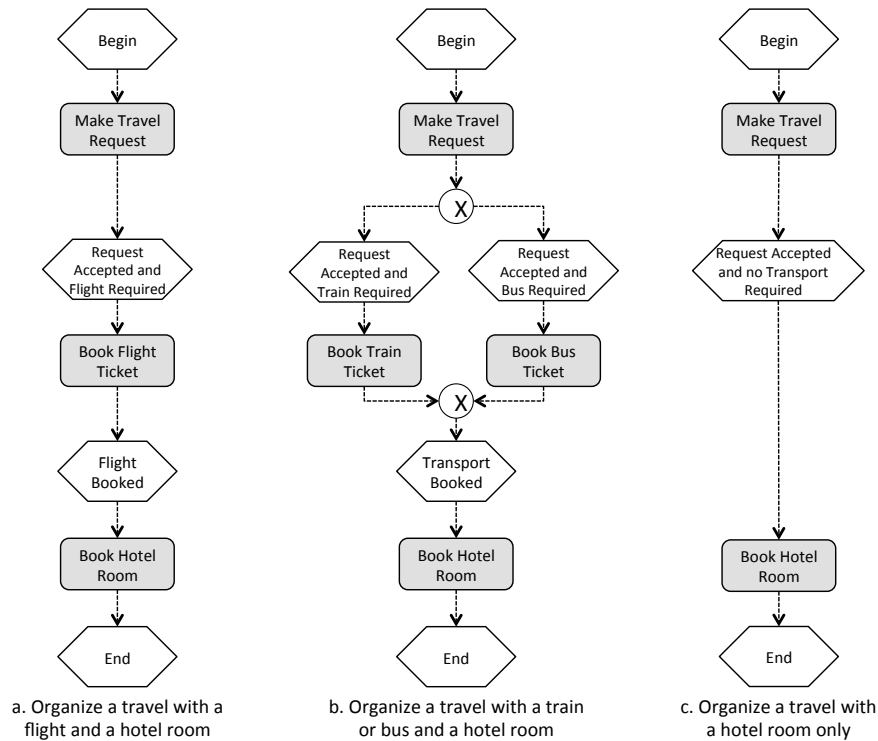 Begin
Make Travel
Request
Request
Accepted and
Flight Required
Book Flight
Ticket
Flight
Booked
Book Hotel
Room
End
a. Organize a travel with a
flight and a hotel room
Begin
Make Travel
Request
X
Request
Accepted and
Train Required
Request
Accepted and
Bus Required
Book Train
Ticket
Book Bus
Ticket
X
Transport
Booked
Book Hotel
Room
End
b. Organize a travel with a train
or bus and a hotel room
Begin
Make Travel
Request
Request Accepted
and no Transport
Required
Book Hotel
Room
End
c. Organize a travel with
a hotel room only